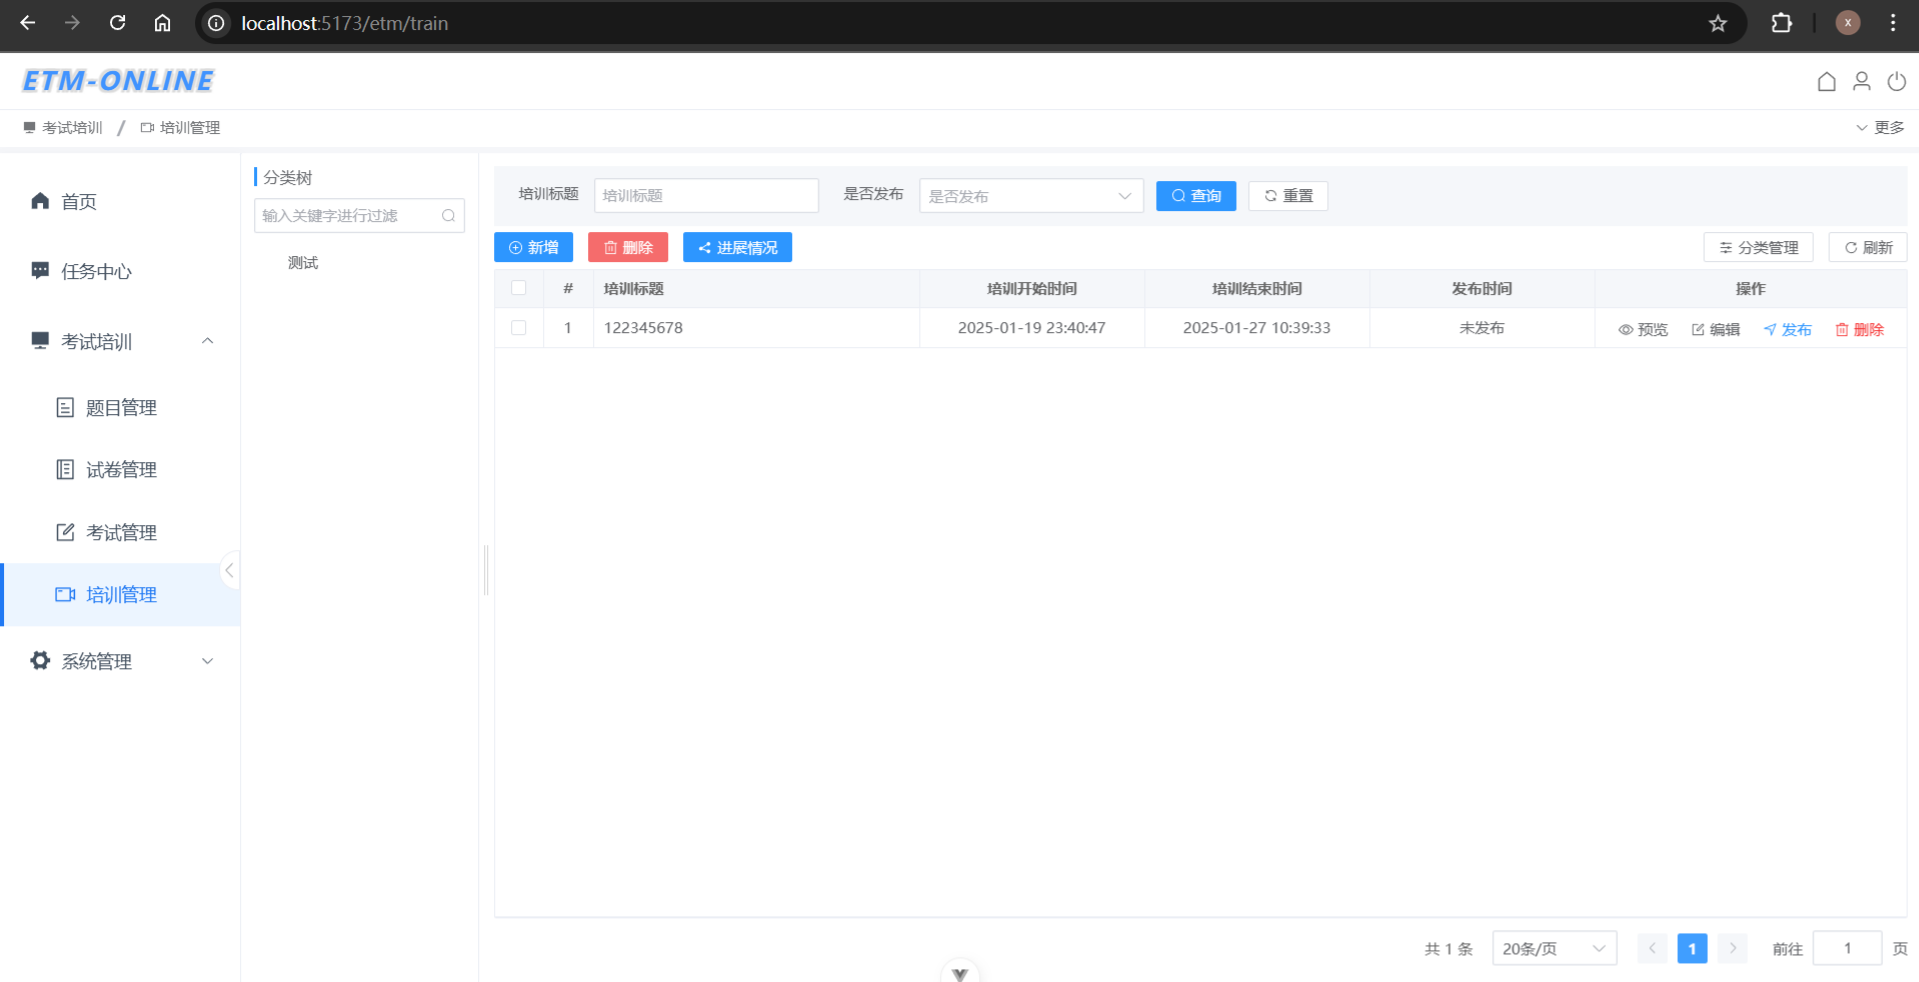 localhost:5173/etm/train
x
ETM-ONLINE
考试培训 / 培训管理
更多
首页
任务中心
考试培训
题目管理
试卷管理
考试管理
培训管理
系统管理
分类树
输入关键字进行过滤
测试
培训标题 培训标题 是否发布 是否发布 查询 重置
新增 删除 进展情况 分类管理 刷新
# 培训标题 培训开始时间 培训结束时间 发布时间 操作
1 122345678 2025-01-19 23:40:47 2025-01-27 10:39:33 未发布 预览 编辑 发布 删除
共 1 条 20条/页 1 前往 1 页